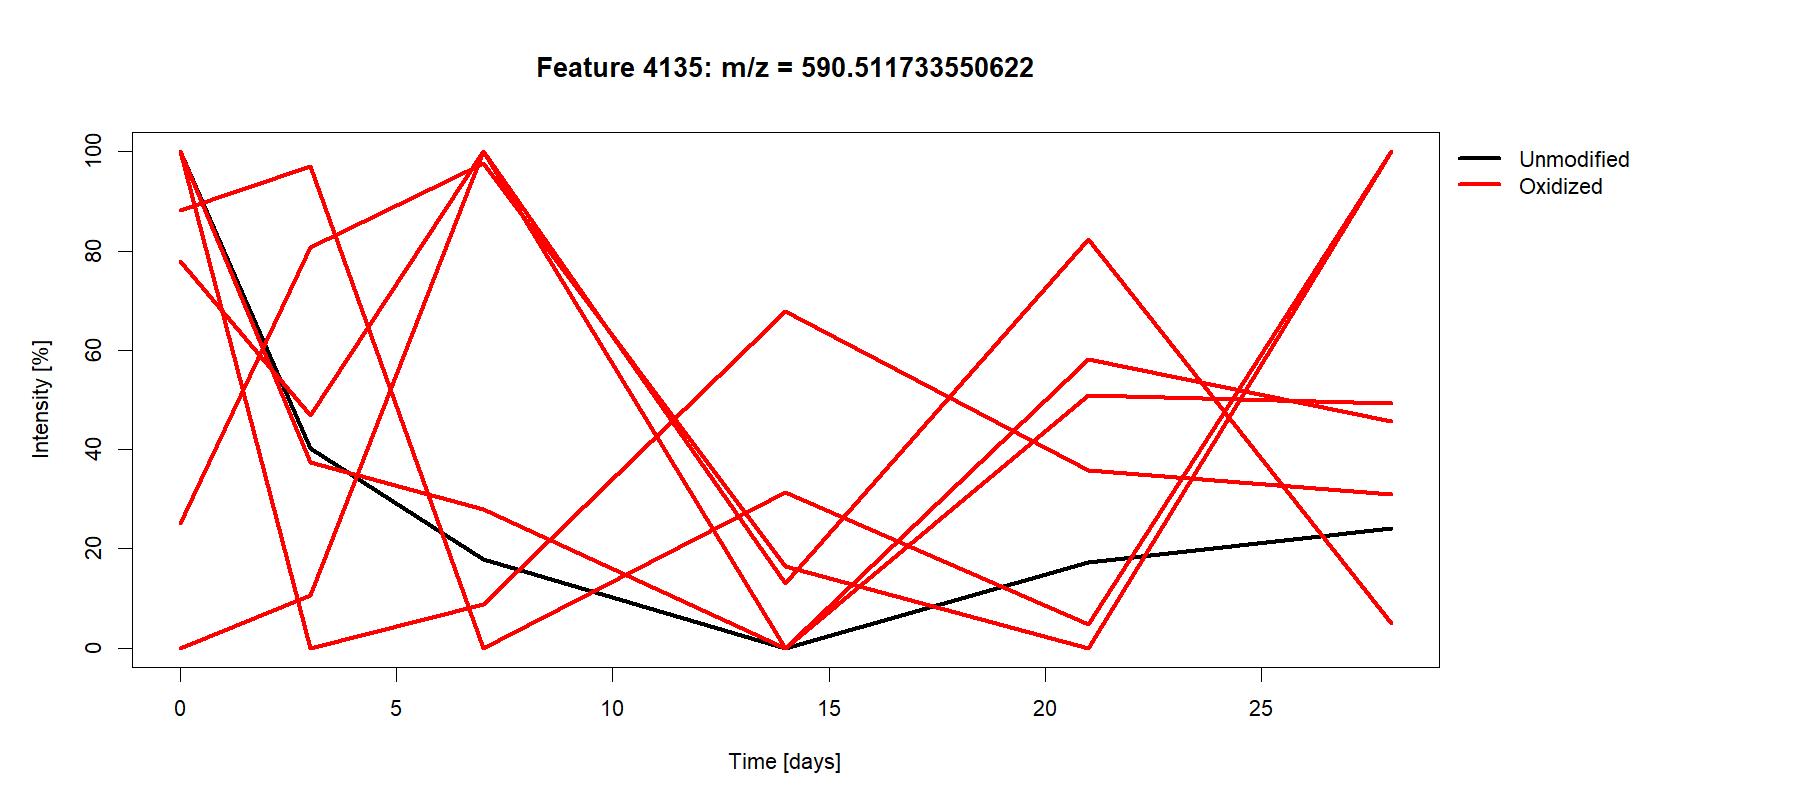 Feature 4135: m/z = 590.511733550622
Unmodified
Oxidized
Intensity [%]
100
80
60
40
20
0
0 5 10 15 20 25
Time [days]